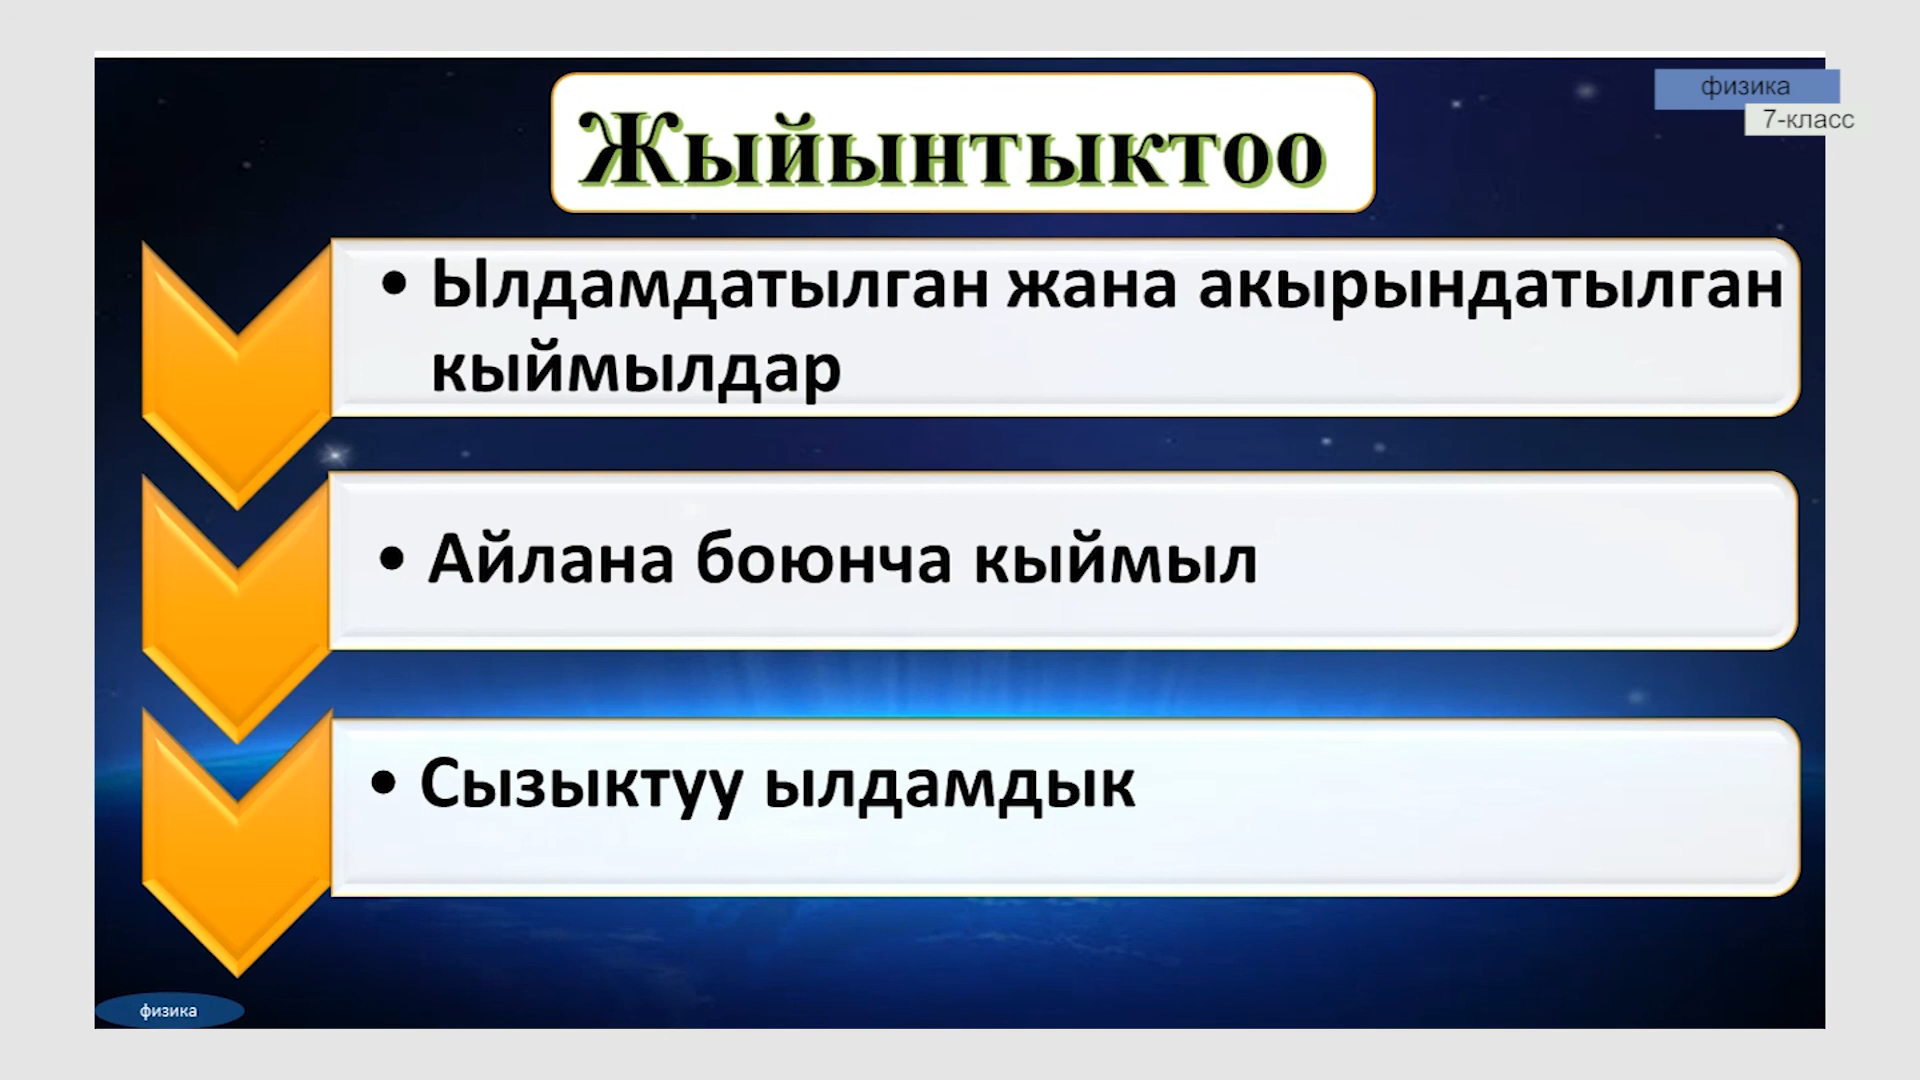 физика
7-класс
Жыйынтыктоо
• Ылдамдатылган жана акырындатылган
кыймылдар
• Айлана боюнча кыймыл
• Сызыктуу ылдамдык
физика